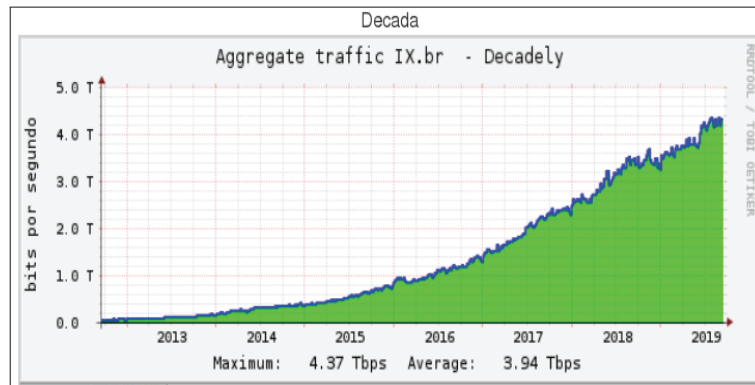 Decada
Aggregate traffic IX.br - Decadely
RRDTOOL / TOBI OETIKER
bits por segundo
5.0 T
4.0 T
3.0 T
2.0 T
1.0 T
0.0
2013 2014 2015 2016 2017 2018 2019
Maximum: 4.37 Tbps Average: 3.94 Tbps